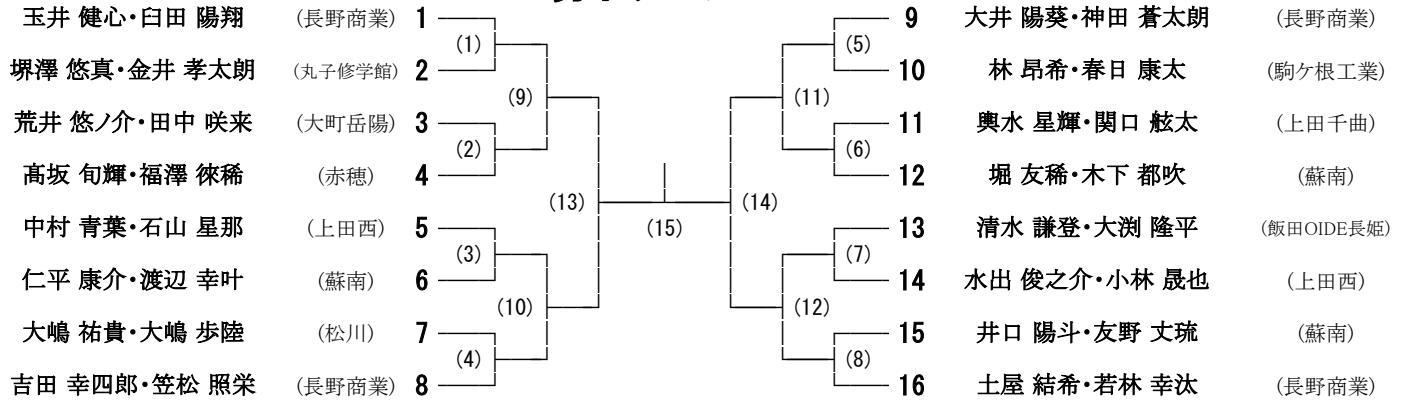 玉井 健心・臼田 陽翔 (長野商業) 1
堺澤 悠真・金井 孝太朗 (丸子修学館) 2
荒井 悠ノ介・田中 咲来 (大町岳陽) 3
髙坂 旬輝・福澤 徠稀 (赤穂) 4
中村 青葉・石山 星那 (上田西) 5
仁平 康介・渡辺 幸叶 (蘇南) 6
大嶋 祐貴・大嶋 歩陸 (松川) 7
吉田 幸四郎・笠松 照栄 (長野商業) 8
(1)
(2)
(3)
(4)
(9)
(10)
(13)
(15)
(14)
(11)
(12)
(5)
(6)
(7)
(8)
9 大井 陽葵・神田 蒼太朗 (長野商業)
10 林 昂希・春日 康太 (駒ケ根工業)
11 輿水 星輝・関口 舷太 (上田千曲)
12 堀 友稀・木下 都吹 (蘇南)
13 清水 謙登・大渕 隆平 (飯田OIDE長姫)
14 水出 俊之介・小林 晟也 (上田西)
15 井口 陽斗・友野 丈琉 (蘇南)
16 土屋 結希・若林 幸汰 (長野商業)